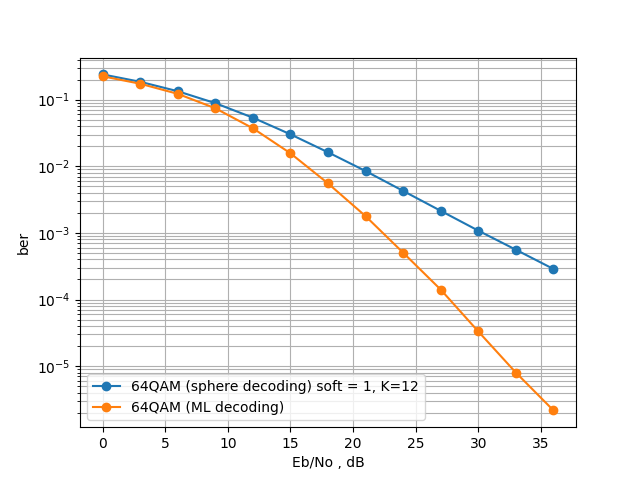 10⁻¹
10⁻²
10⁻³
10⁻⁴
10⁻⁵
ber
64QAM (sphere decoding) soft = 1, K=12
64QAM (ML decoding)
0 5 10 15 20 25 30 35
Eb/No , dB